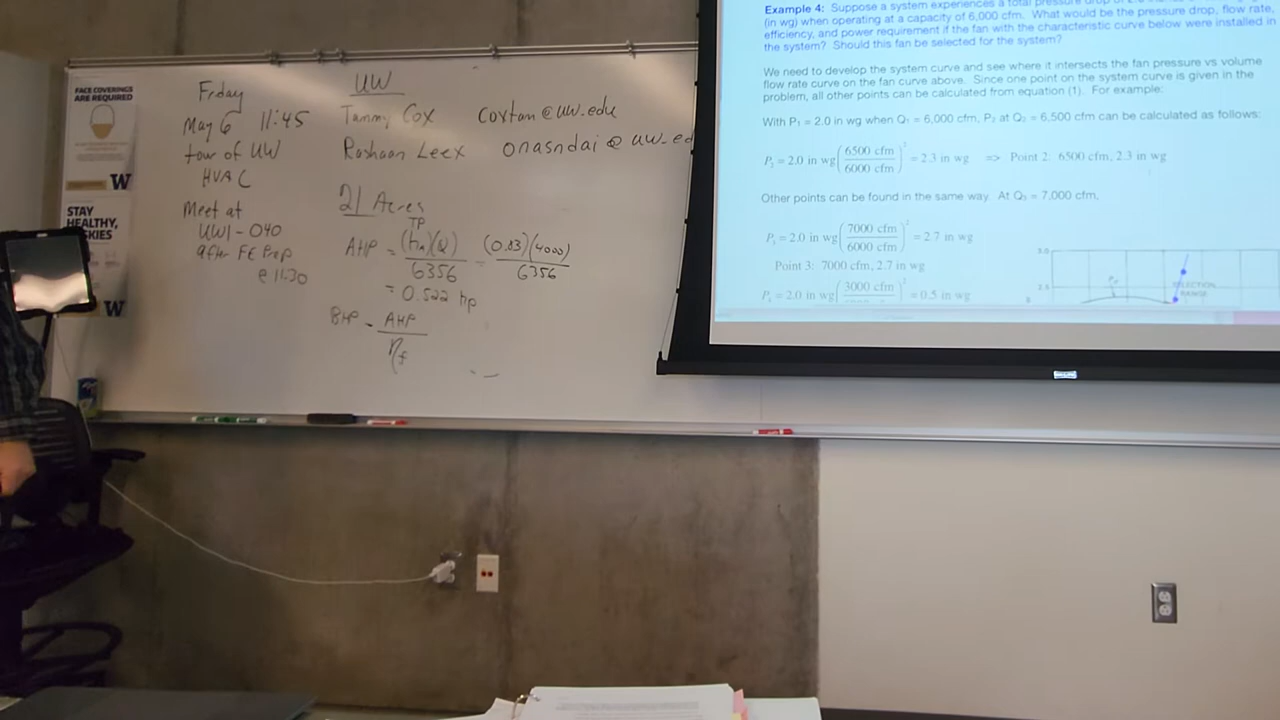 FACE COVERINGS
ARE REQUIRED
W
STAY
HEALTHY,
W
Friday
May 6 11:45
tour of UW
HVAC
Meet at
UW1-040
after FE Prep
@ 11:30
UW
Tammy Cox coxtam@uw.edu
Rashaan Leex onasndai@uw.ed
21 Acres
TP
AHP = (hA)(Q) / 6356 = (0.83)(4000) / 6356
= 0.522 hp
BHP = AHP / ηf
Example 4: Suppose a system experiences a total pressure drop of
(in wg) when operating at a capacity of 6,000 cfm. What would be the pressure drop, flow rate,
efficiency, and power requirement if the fan with the characteristic curve below were installed in
the system? Should this fan be selected for the system?
We need to develop the system curve and see where it intersects the fan pressure vs volume
flow rate curve on the fan curve above. Since one point on the system curve is given in the
problem, all other points can be calculated from equation (1). For example:
With P₁ = 2.0 in wg when Q₁ = 6,000 cfm, P₂ at Q₂ = 6,500 cfm can be calculated as follows:
P₂ = 2.0 in wg (6500 cfm / 6000 cfm)² = 2.3 in wg => Point 2: 6500 cfm, 2.3 in wg
Other points can be found in the same way. At Q₃ = 7,000 cfm,
P₃ = 2.0 in wg (7000 cfm / 6000 cfm)² = 2.7 in wg
Point 3: 7000 cfm, 2.7 in wg
= 2.0 in wg (3000 cfm = 0.5 in wg
3.0
2.5
SELECTION
RANGE